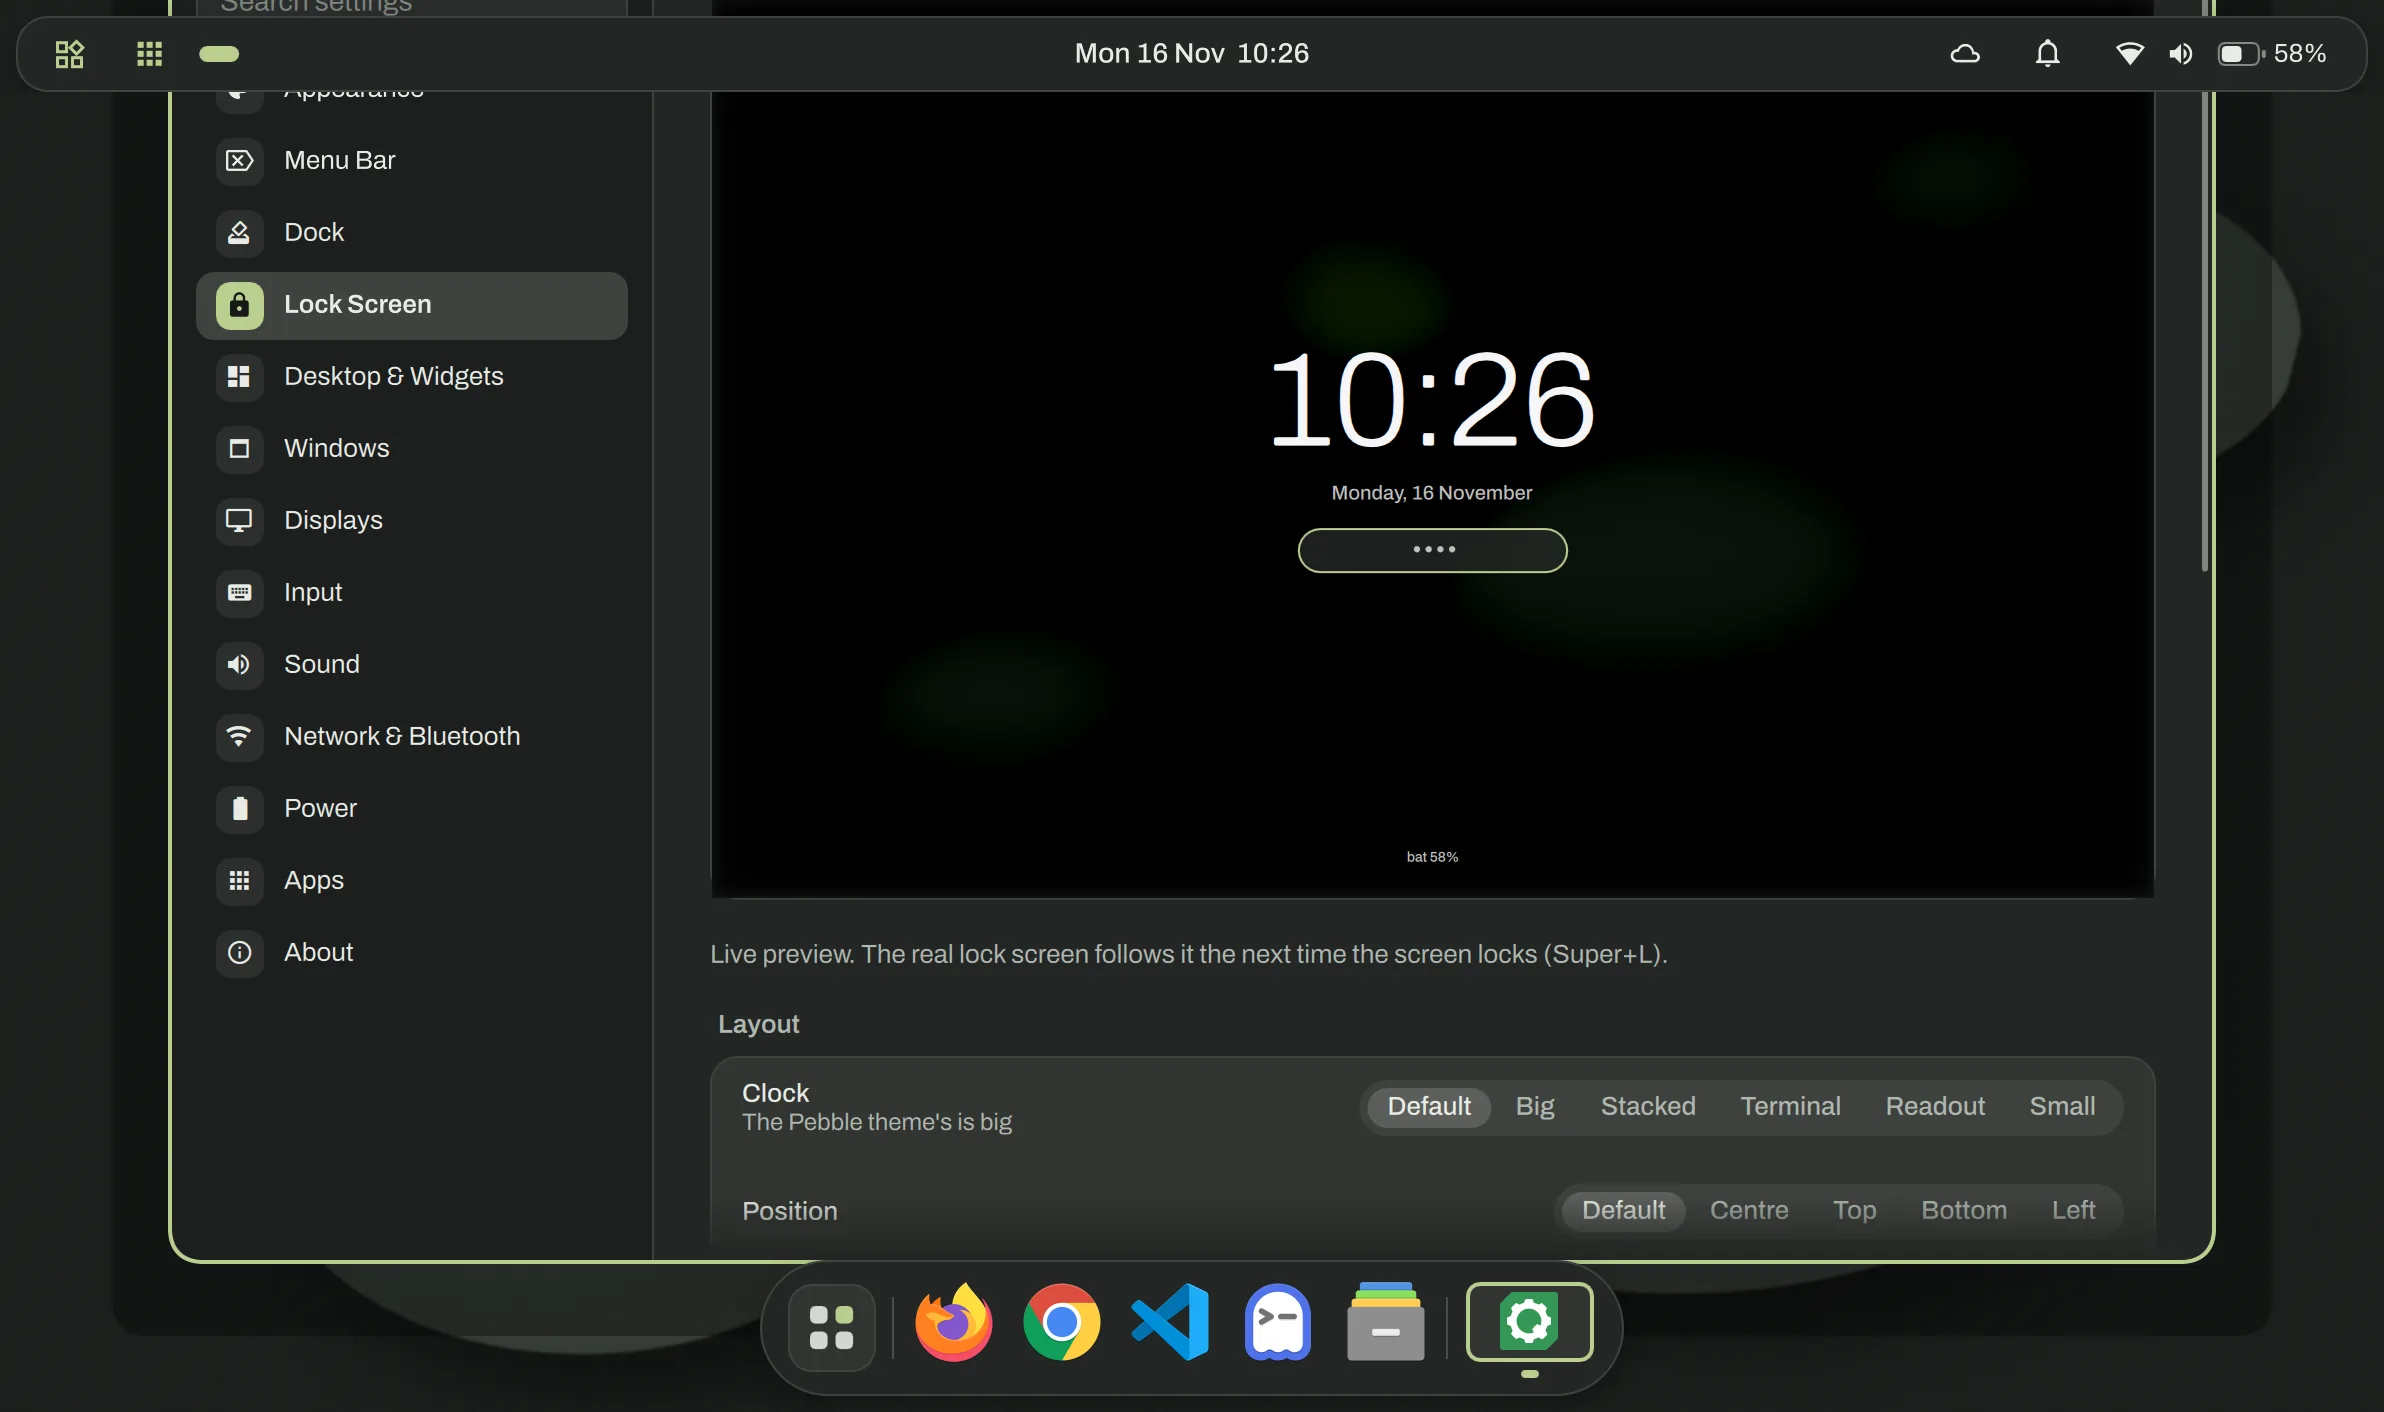 Search settings
Mon 16 Nov 10:26
58%
Appearance
Menu Bar
Dock
Lock Screen
Desktop & Widgets
Windows
Displays
Input
Sound
Network & Bluetooth
Power
Apps
About
10:26
Monday, 16 November
bat 58%
Live preview. The real lock screen follows it the next time the screen locks (Super+L).
Layout
Clock
The Pebble theme's is big
Default Big Stacked Terminal Readout Small
Position
Default Centre Top Bottom Left